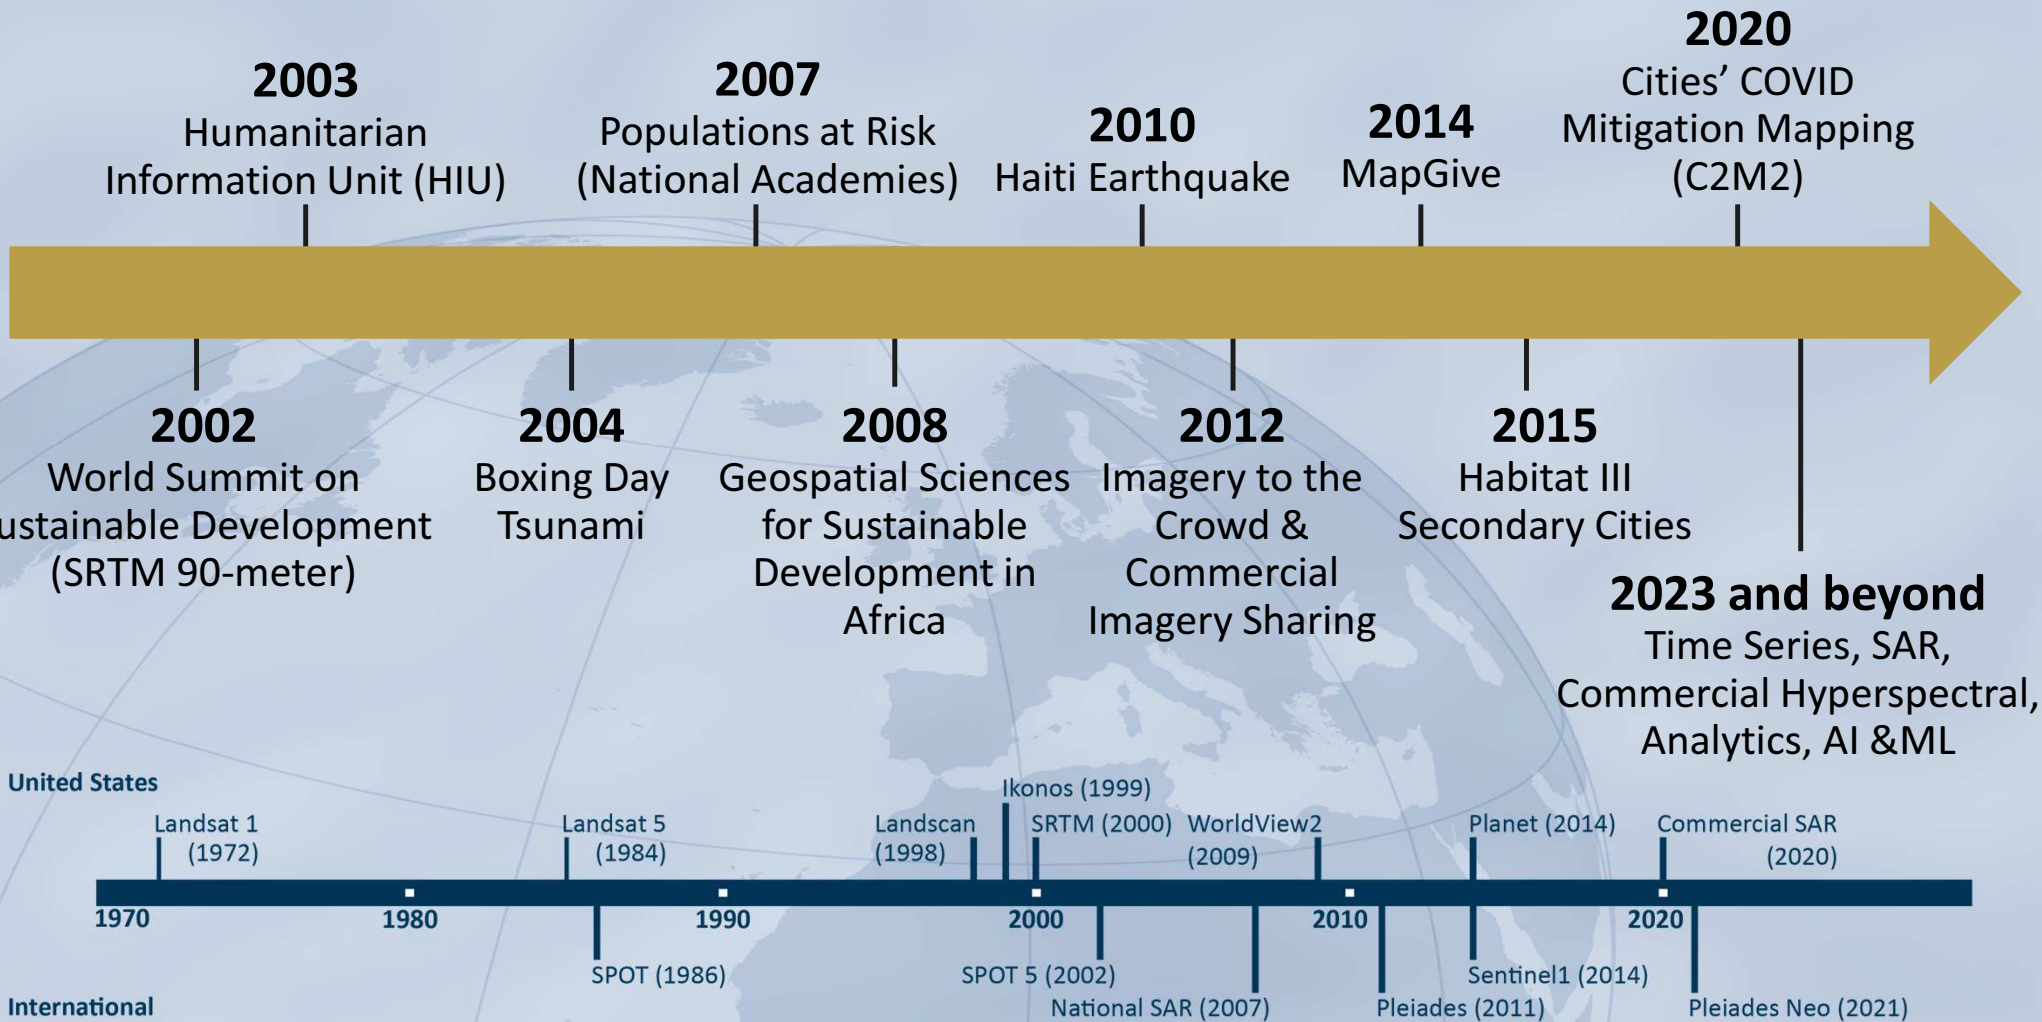 2003
Humanitarian
Information Unit (HIU)
2007
Populations at Risk
(National Academies)
2010
Haiti Earthquake
2014
MapGive
2020
Cities’ COVID
Mitigation Mapping
(C2M2)
2002
World Summit on
ustainable Development
(SRTM 90-meter)
2004
Boxing Day
Tsunami
2008
Geospatial Sciences
for Sustainable
Development in
Africa
2012
Imagery to the
Crowd &
Commercial
Imagery Sharing
2015
Habitat III
Secondary Cities
2023 and beyond
Time Series, SAR,
Commercial Hyperspectral,
Analytics, AI &ML
United States
Landsat 1
(1972)
Landsat 5
(1984)
Landscan
(1998)
Ikonos (1999)
SRTM (2000)
WorldView2
(2009)
Planet (2014)
Commercial SAR
(2020)
1970
1980
1990
2000
2010
2020
SPOT (1986)
SPOT 5 (2002)
National SAR (2007)
Pleiades (2011)
Sentinel1 (2014)
Pleiades Neo (2021)
International